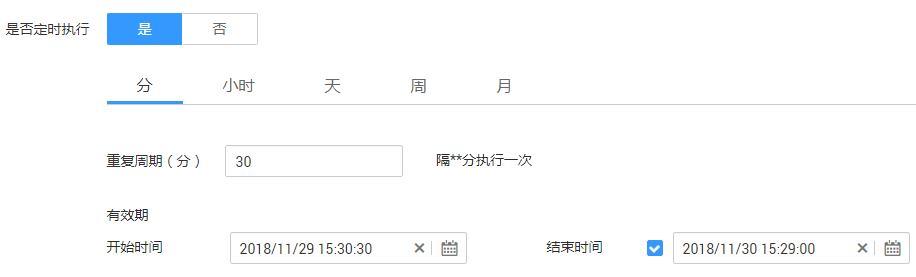 是否定时执行 是 否
分 小时 天 周 月
重复周期（分） 30 隔**分执行一次
有效期
开始时间 2018/11/29 15:30:30 结束时间 2018/11/30 15:29:00